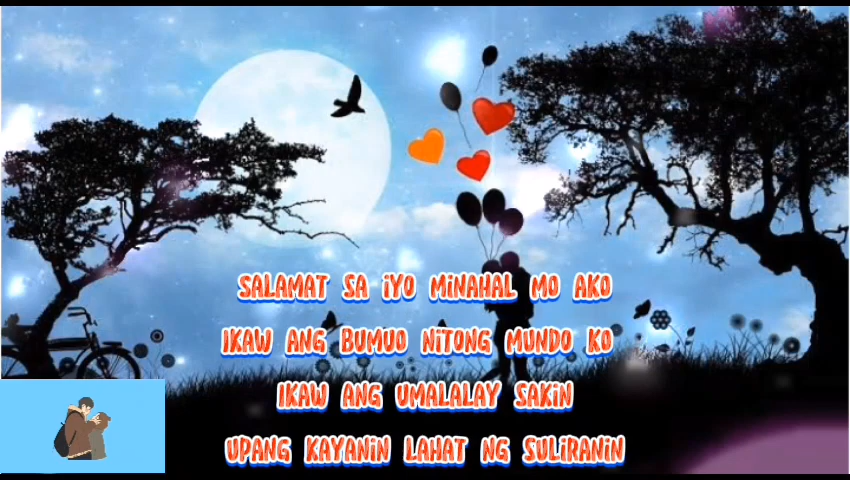 SALAMAT SA IYO MINAHAL MO AKO
IKAW ANG BUMUO NITONG MUNDO KO
IKAW ANG UMALALAY SAKIN
UPANG KAYANIN LAHAT NG SULIRANIN